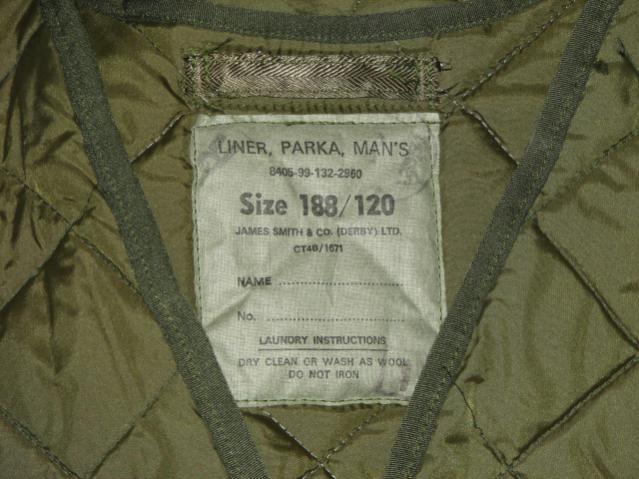 LINER, PARKA, MAN'S
8405-99-132-2960
Size 188/120
JAMES SMITH & CO. (DERBY) LTD.
CT4B/1671
NAME ..............................
No. ..............................
LAUNDRY INSTRUCTIONS
DRY CLEAN OR WASH AS WOOL
DO NOT IRON